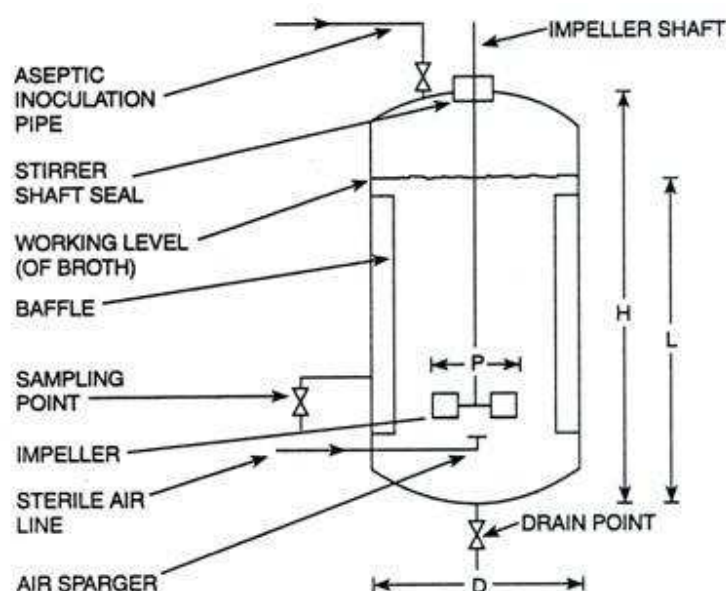 IMPELLER SHAFT
ASEPTIC
INOCULATION
PIPE
STIRRER
SHAFT SEAL
WORKING LEVEL
(OF BROTH)
BAFFLE
H
L
P
SAMPLING
POINT
IMPELLER
STERILE AIR
LINE
DRAIN POINT
AIR SPARGER
D